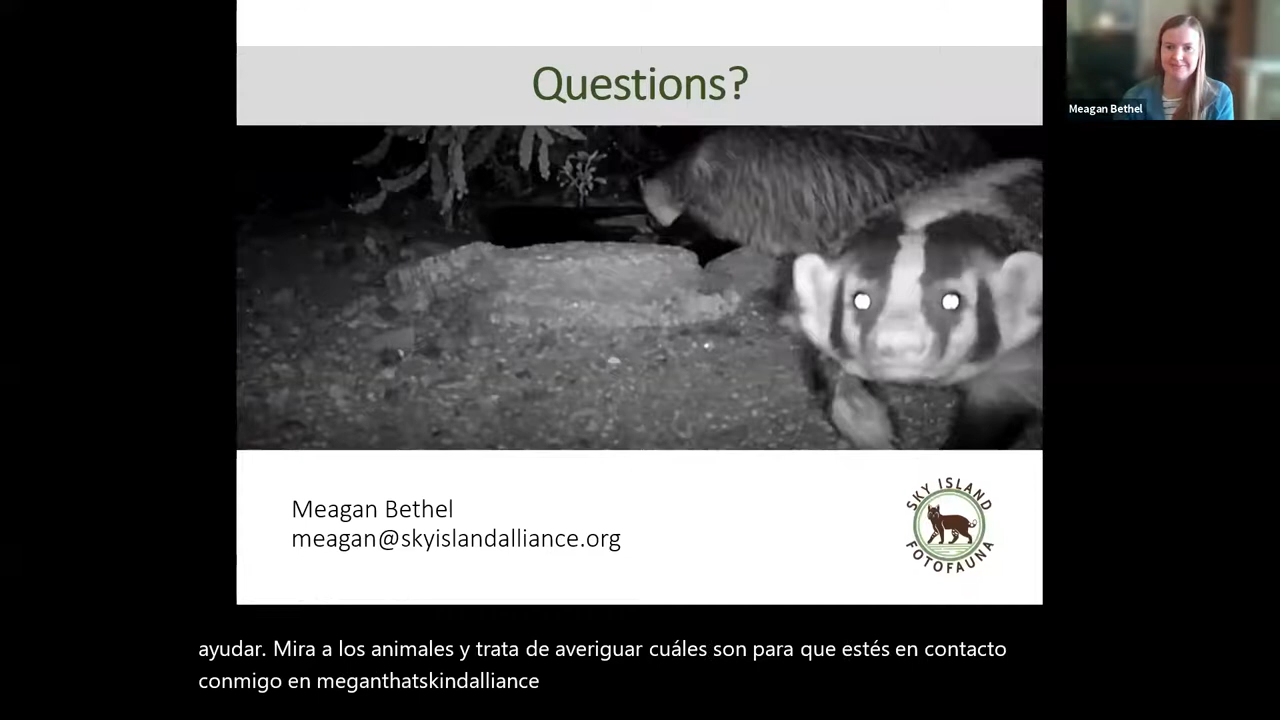 Questions?
Meagan Bethel
Meagan Bethel
meagan@skyislandalliance.org
SKY ISLAND
FOTOFAUNA
ayudar. Mira a los animales y trata de averiguar cuáles son para que estés en contacto
conmigo en meganthatskindalliance